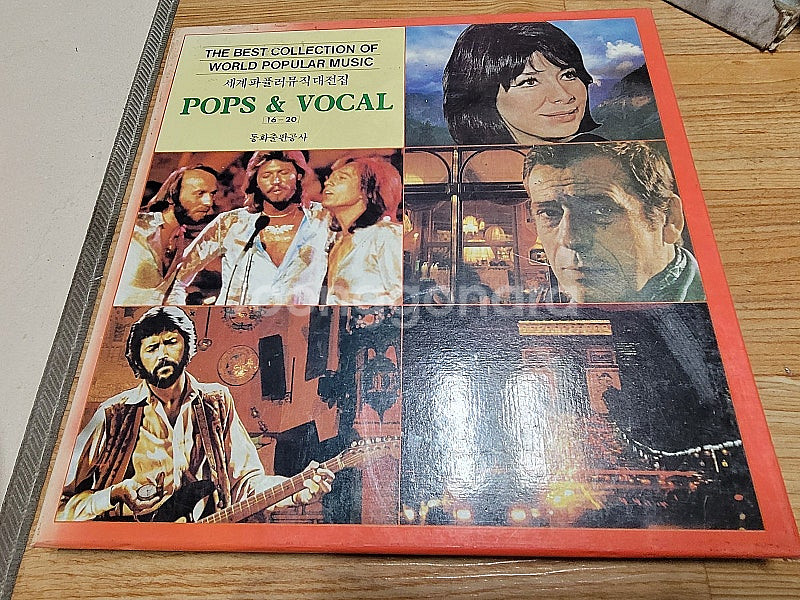 THE BEST COLLECTION OF
WORLD POPULAR MUSIC
세계파퓰러뮤직대전집
POPS & VOCAL
[16-20]
동화출판공사